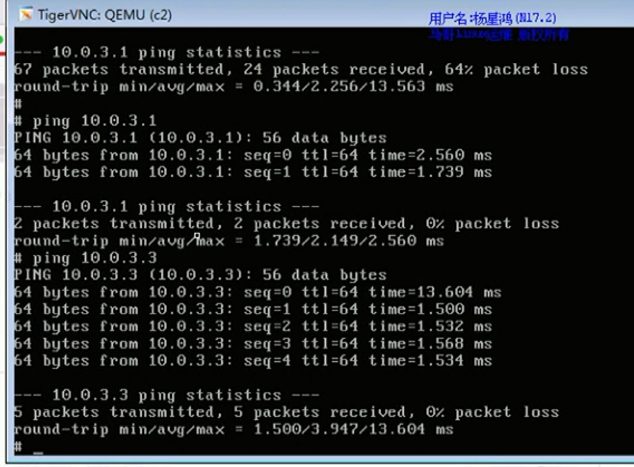 TigerVNC: QEMU (c2)
用户名:杨星鸿(N17.2)
马哥Linux运维 版权所有
--- 10.0.3.1 ping statistics ---
67 packets transmitted, 24 packets received, 64% packet loss
round-trip min/avg/max = 0.344/2.256/13.563 ms
#
# ping 10.0.3.1
PING 10.0.3.1 (10.0.3.1): 56 data bytes
64 bytes from 10.0.3.1: seq=0 ttl=64 time=2.560 ms
64 bytes from 10.0.3.1: seq=1 ttl=64 time=1.739 ms
--- 10.0.3.1 ping statistics ---
2 packets transmitted, 2 packets received, 0% packet loss
round-trip min/avg/max = 1.739/2.149/2.560 ms
# ping 10.0.3.3
PING 10.0.3.3 (10.0.3.3): 56 data bytes
64 bytes from 10.0.3.3: seq=0 ttl=64 time=13.604 ms
64 bytes from 10.0.3.3: seq=1 ttl=64 time=1.500 ms
64 bytes from 10.0.3.3: seq=2 ttl=64 time=1.532 ms
64 bytes from 10.0.3.3: seq=3 ttl=64 time=1.568 ms
64 bytes from 10.0.3.3: seq=4 ttl=64 time=1.534 ms
--- 10.0.3.3 ping statistics ---
5 packets transmitted, 5 packets received, 0% packet loss
round-trip min/avg/max = 1.500/3.947/13.604 ms
# _